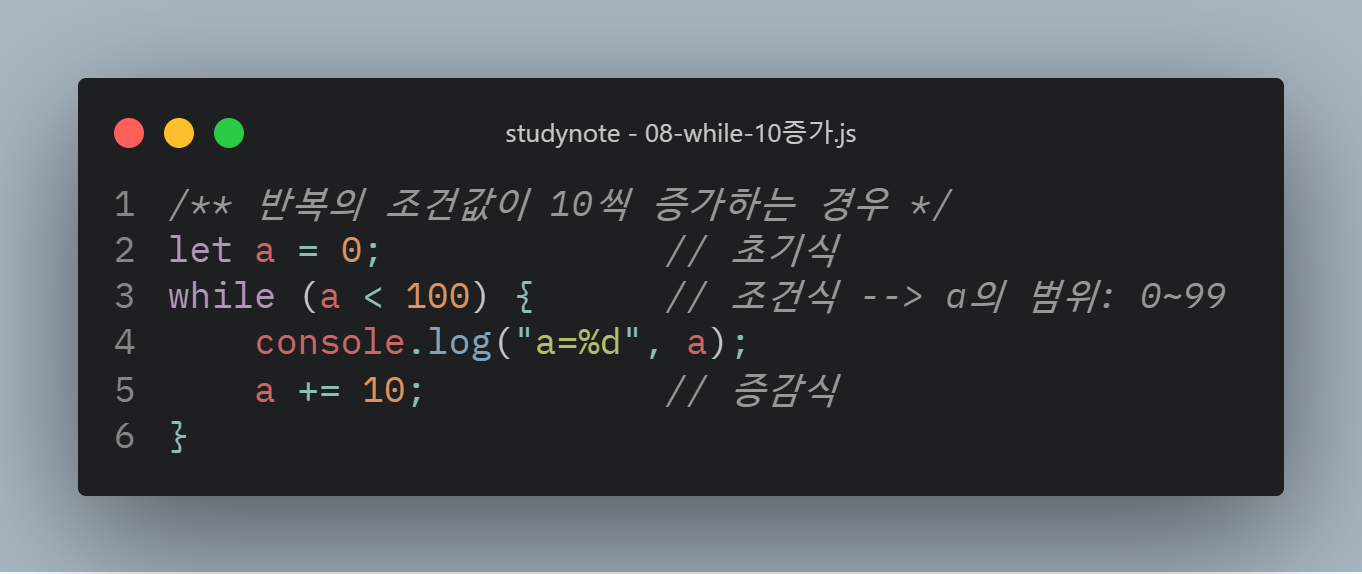 studynote - 08-while-10증가.js
1 /** 반복의 조건값이 10씩 증가하는 경우 */
2 let a = 0;             // 초기식
3 while (a < 100) {      // 조건식 --> a의 범위: 0~99
4     console.log("a=%d", a);
5     a += 10;           // 증감식
6 }